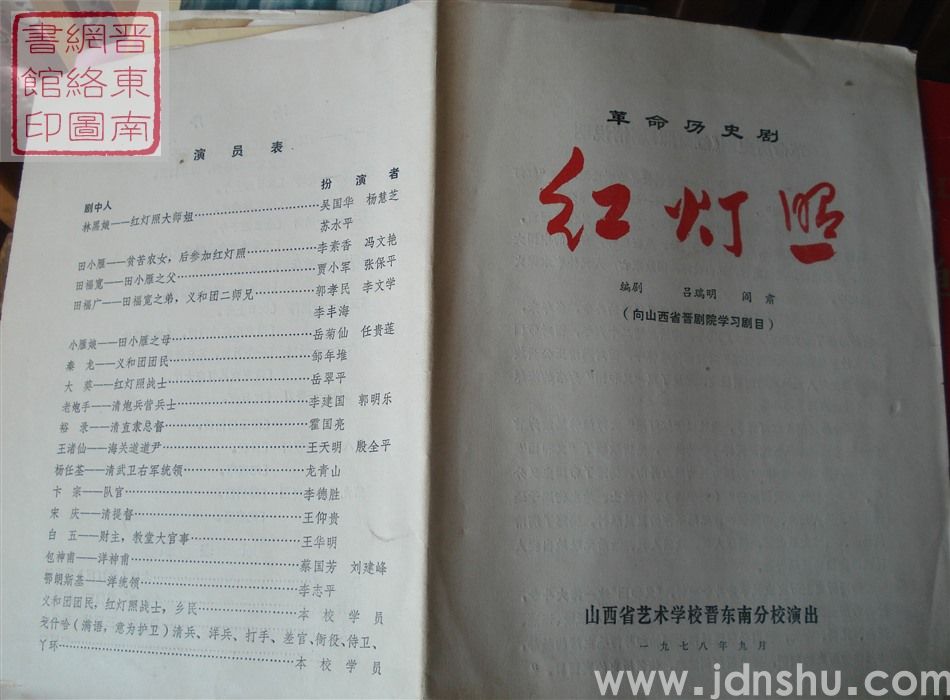 晋東南
網絡圖
書館印
演员表
剧中人 扮演者
林黑娘——红灯照大师姐……吴国华 杨慧芝
苏水平
田小雁——贫苦农女，后参加红灯照……李素香 冯文艳
田福宽——田小雁之父……贾小军 张保平
田福广——田福宽之弟，义和团二师兄……郭孝民 李文学
李丰海
小雁娘——田小雁之母……岳菊仙 任贵莲
秦 龙——义和团团民……邹年堆
大 英——红灯照战士……岳翠平
老炮手——清炮兵营兵士……李建国 郭明乐
裕 录——清直隶总督……霍国亮
王渚仙——海关道道尹……王天明 殷全平
杨任基——清武卫右军统领……龙青山
卞 宗——队官……李德胜
宋 庆——清提督……王仰贵
白 五——财主，教堂大官事……王华明
包神甫——洋神甫……蔡国芳 刘建峰
鄂朗斯基——洋统领……李志平
义和团团民，红灯照战士，乡民……本校学员
戈什哈（满语，意为护卫）清兵、洋兵、打手、差官、衙役、侍卫、
丫环……本校学员
革命历史剧
红灯照
编剧 吕瑞明 阎肃
（向山西省晋剧院学习剧目）
山西省艺术学校晋东南分校演出
一九七八年九月
www.jdnshu.com